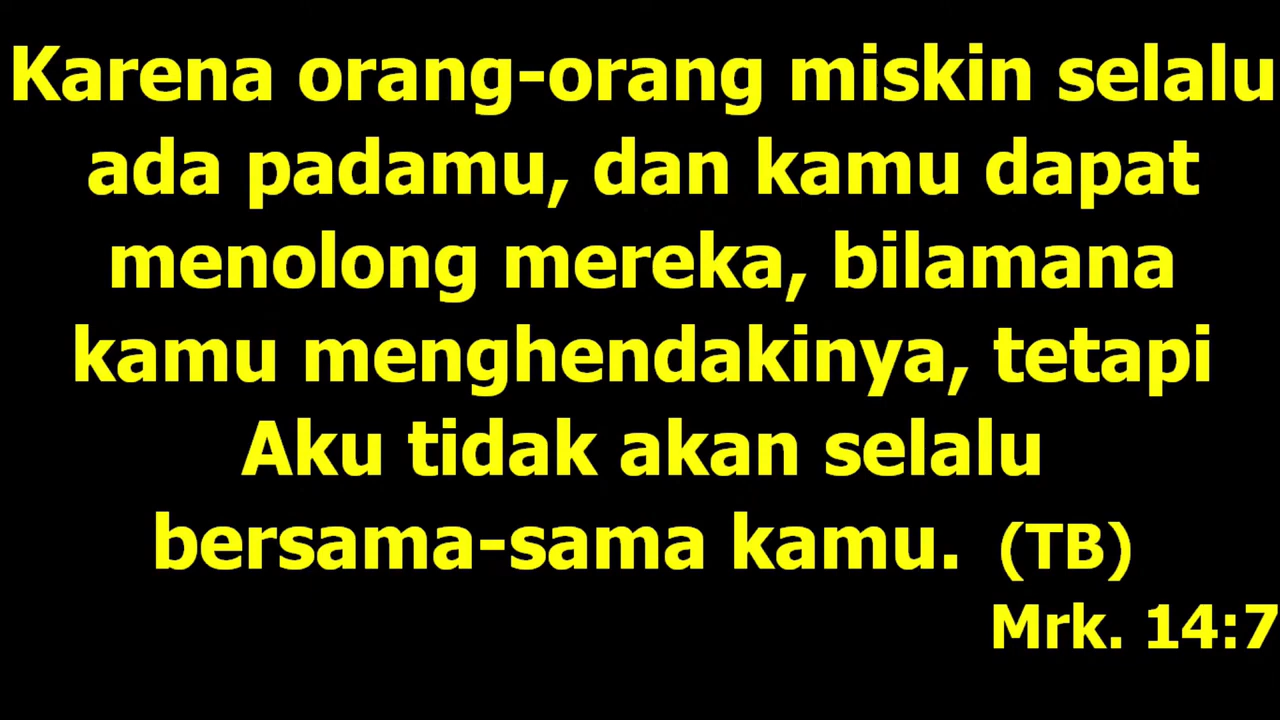 Karena orang-orang miskin selalu
ada padamu, dan kamu dapat
menolong mereka, bilamana
kamu menghendakinya, tetapi
Aku tidak akan selalu
bersama-sama kamu. (TB)
Mrk. 14:7